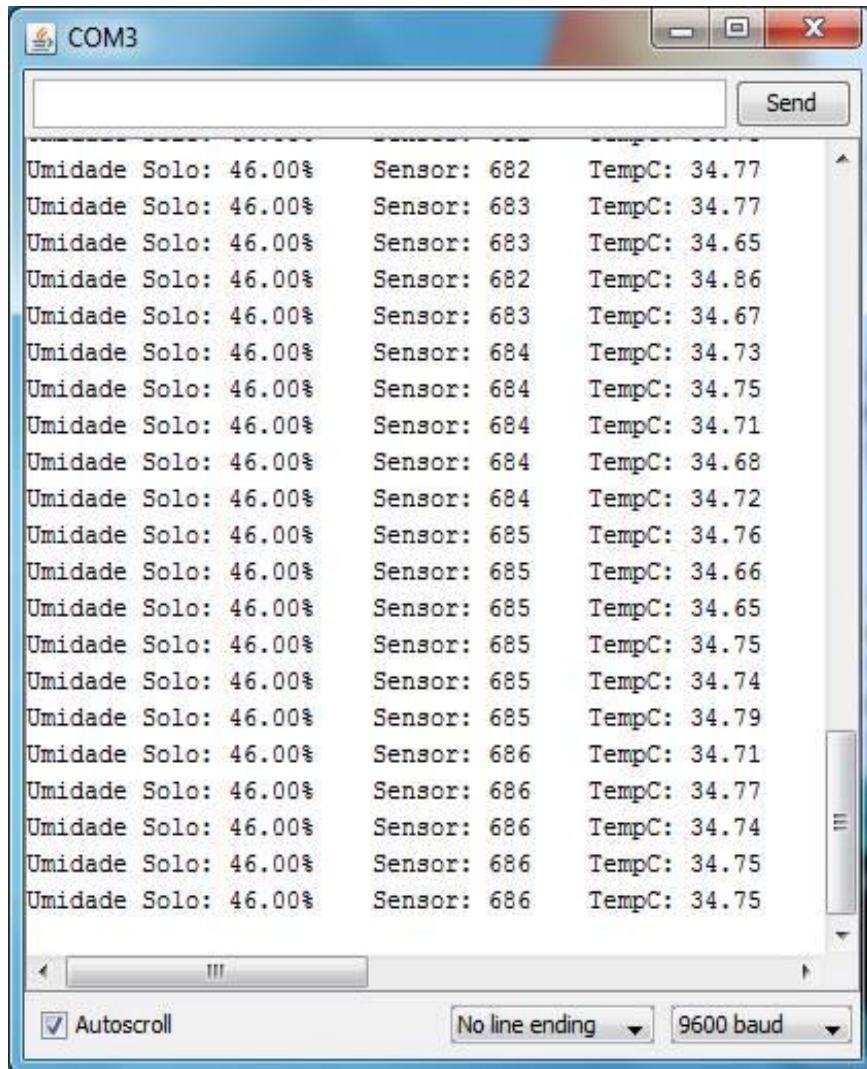 COM3
Send
Umidade Solo: 46.00% Sensor: 682 TempC: 34.77
Umidade Solo: 46.00% Sensor: 683 TempC: 34.77
Umidade Solo: 46.00% Sensor: 683 TempC: 34.65
Umidade Solo: 46.00% Sensor: 682 TempC: 34.86
Umidade Solo: 46.00% Sensor: 683 TempC: 34.67
Umidade Solo: 46.00% Sensor: 684 TempC: 34.73
Umidade Solo: 46.00% Sensor: 684 TempC: 34.75
Umidade Solo: 46.00% Sensor: 684 TempC: 34.71
Umidade Solo: 46.00% Sensor: 684 TempC: 34.68
Umidade Solo: 46.00% Sensor: 684 TempC: 34.72
Umidade Solo: 46.00% Sensor: 685 TempC: 34.76
Umidade Solo: 46.00% Sensor: 685 TempC: 34.66
Umidade Solo: 46.00% Sensor: 685 TempC: 34.65
Umidade Solo: 46.00% Sensor: 685 TempC: 34.75
Umidade Solo: 46.00% Sensor: 685 TempC: 34.74
Umidade Solo: 46.00% Sensor: 685 TempC: 34.79
Umidade Solo: 46.00% Sensor: 686 TempC: 34.71
Umidade Solo: 46.00% Sensor: 686 TempC: 34.77
Umidade Solo: 46.00% Sensor: 686 TempC: 34.74
Umidade Solo: 46.00% Sensor: 686 TempC: 34.75
Umidade Solo: 46.00% Sensor: 686 TempC: 34.75
Autoscroll No line ending 9600 baud